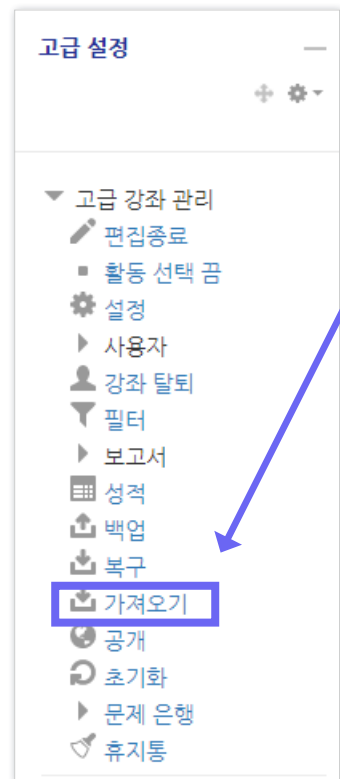 고급 설정
고급 강좌 관리
편집종료
활동 선택 끔
설정
사용자
강좌 탈퇴
필터
보고서
성적
백업
복구
가져오기
공개
초기화
문제 은행
휴지통